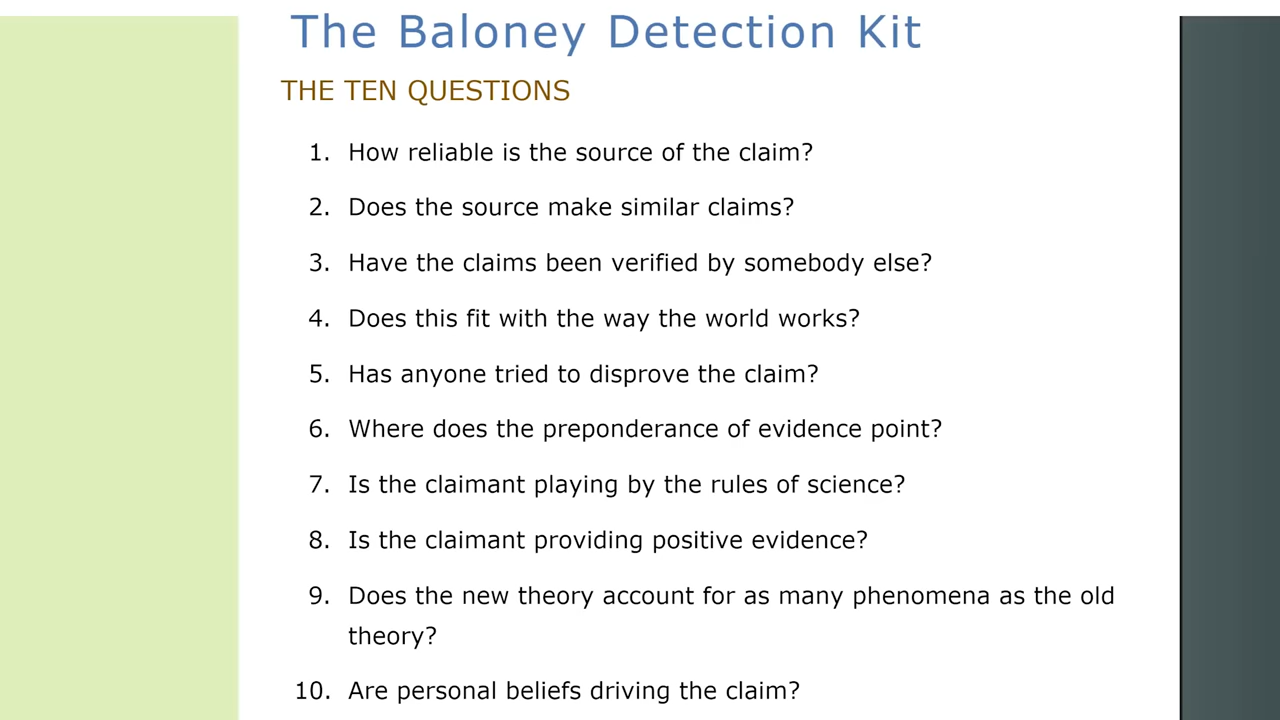 The Baloney Detection Kit
THE TEN QUESTIONS
1. How reliable is the source of the claim?
2. Does the source make similar claims?
3. Have the claims been verified by somebody else?
4. Does this fit with the way the world works?
5. Has anyone tried to disprove the claim?
6. Where does the preponderance of evidence point?
7. Is the claimant playing by the rules of science?
8. Is the claimant providing positive evidence?
9. Does the new theory account for as many phenomena as the old
theory?
10. Are personal beliefs driving the claim?